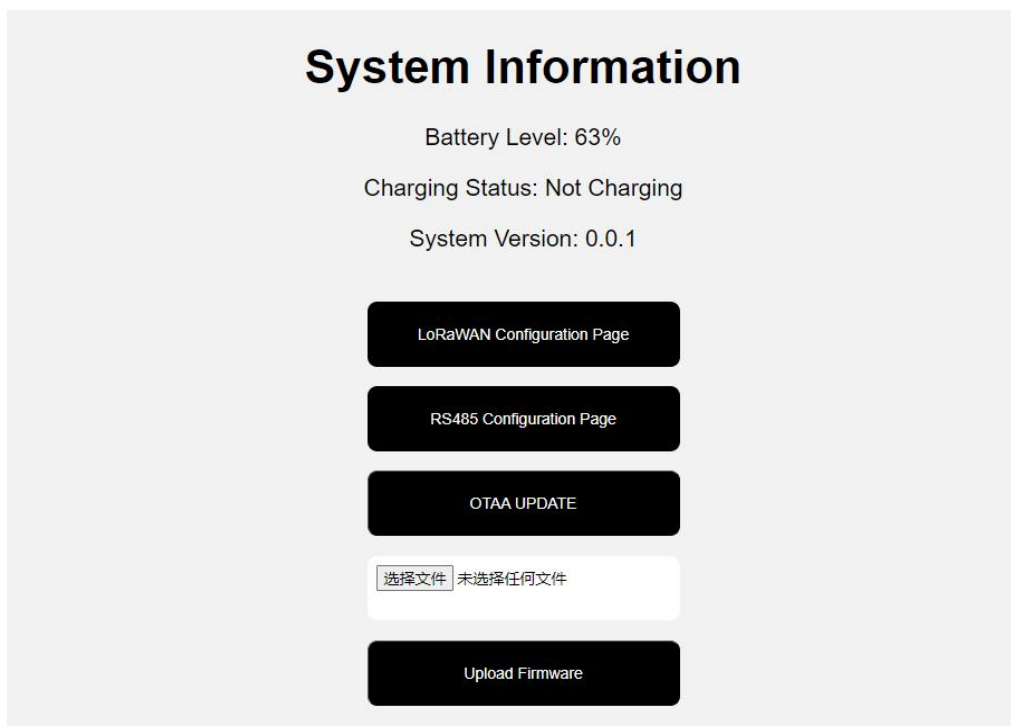 System Information
Battery Level: 63%
Charging Status: Not Charging
System Version: 0.0.1
LoRaWAN Configuration Page
RS485 Configuration Page
OTAA UPDATE
选择文件 未选择任何文件
Upload Firmware